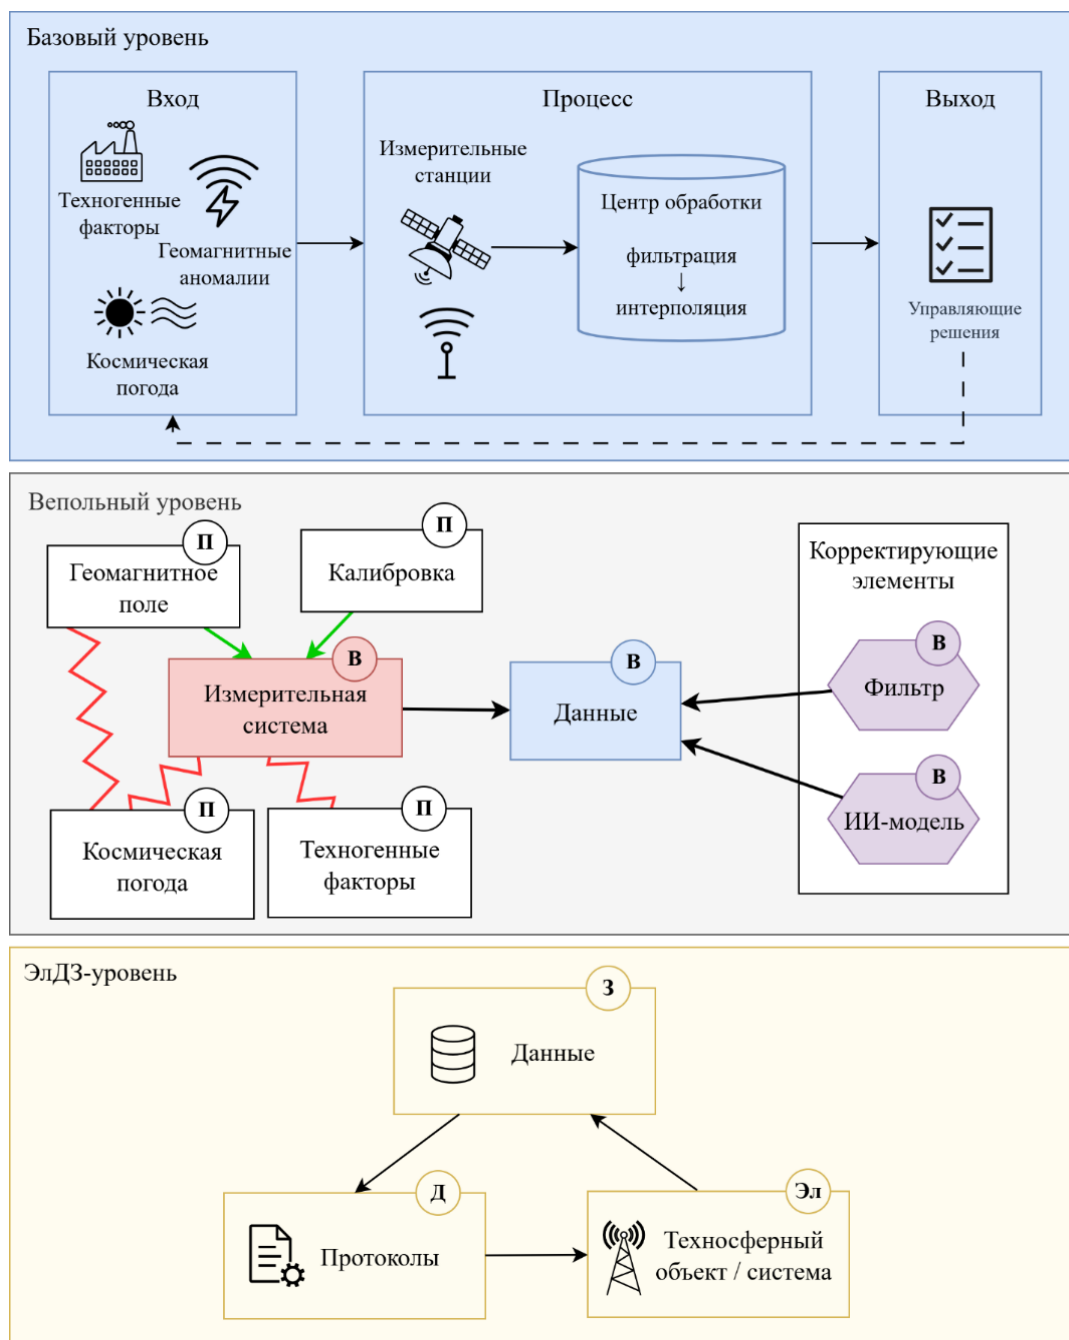 Базовый уровень
Вход
Техногенные
факторы
Геомагнитные
аномалии
Космическая
погода
Процесс
Измерительные
станции
Центр обработки
фильтрация
↓
интерполяция
Выход
Управляющие
решения
Вепольный уровень
П
Геомагнитное
поле
П
Калибровка
В
Измерительная
система
В
Данные
П
Космическая
погода
П
Техногенные
факторы
Корректирующие
элементы
В
Фильтр
В
ИИ-модель
ЭлДЗ-уровень
З
Данные
Д
Протоколы
Эл
Техносферный
объект / система